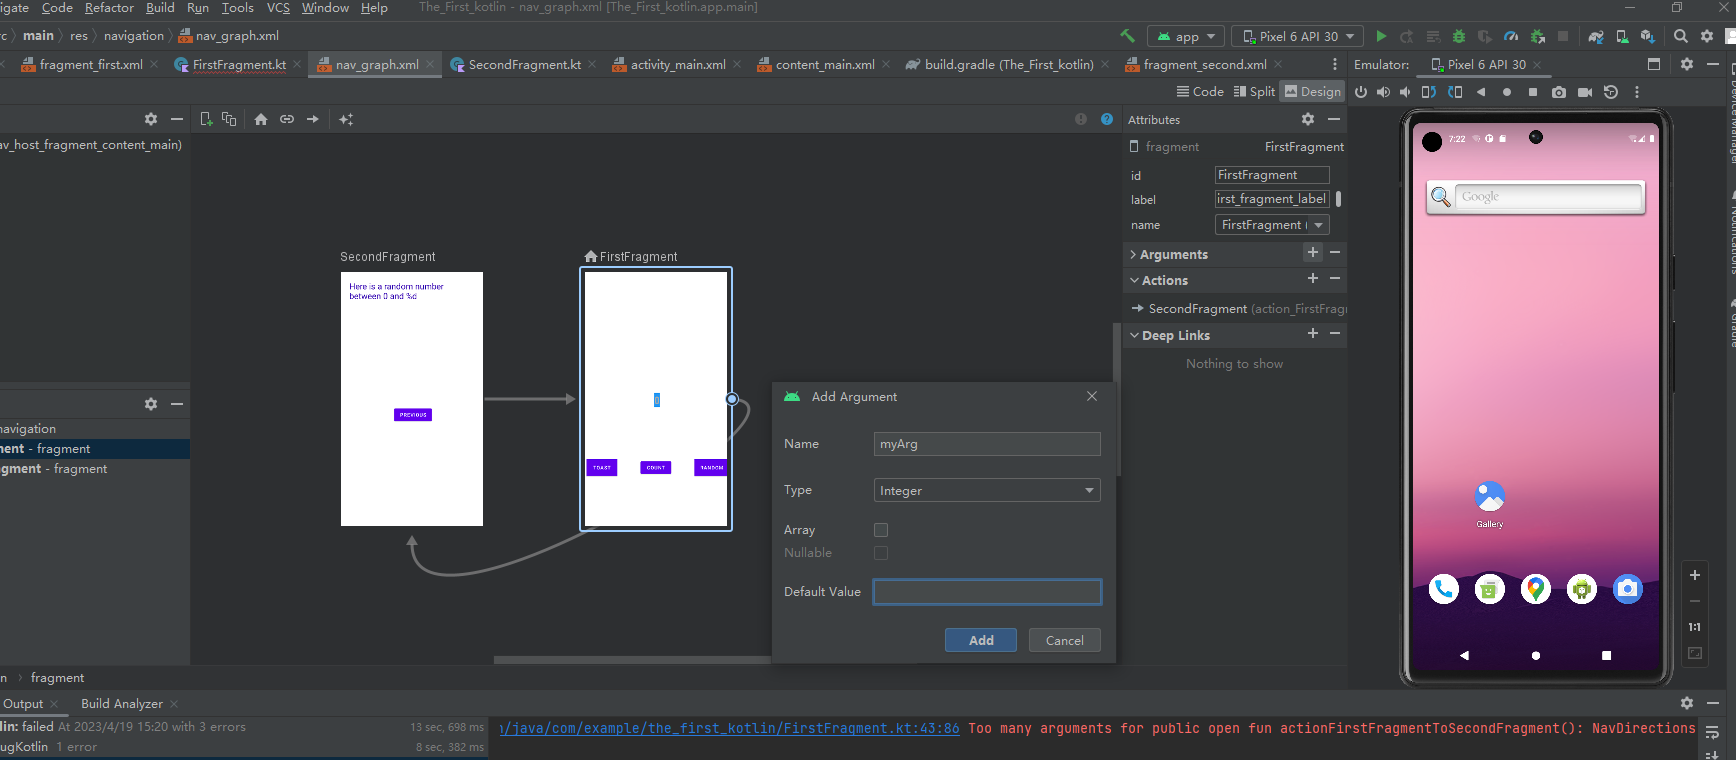 igate Code Refactor Build Run Tools VCS Window Help The_First_kotlin - nav_graph.xml [The_First_kotlin.app.main]
rc main res navigation nav_graph.xml
app Pixel 6 API 30
fragment_first.xml FirstFragment.kt nav_graph.xml SecondFragment.kt activity_main.xml content_main.xml build.gradle (The_First_kotlin) fragment_second.xml
Emulator: Pixel 6 API 30
Code Split Design
Device Manager
Notifications
Gradle
av_host_fragment_content_main)
Attributes
fragment FirstFragment
id FirstFragment
label irst_fragment_label
name FirstFragment (
Arguments
Actions
SecondFragment (action_FirstFragr
Deep Links
Nothing to show
SecondFragment
Here is a random number
between 0 and %d
PREVIOUS
FirstFragment
TOAST COUNT RANDOM
Add Argument
Name myArg
Type Integer
Array
Nullable
Default Value
Add Cancel
7:22
Google
Gallery
1:1
navigation
ment - fragment
gment - fragment
n fragment
Output Build Analyzer
lin: failed At 2023/4/19 15:20 with 3 errors 13 sec, 698 ms
ugKotlin 1 error 8 sec, 382 ms
/java/com/example/the_first_kotlin/FirstFragment.kt:43:86 Too many arguments for public open fun actionFirstFragmentToSecondFragment(): NavDirections